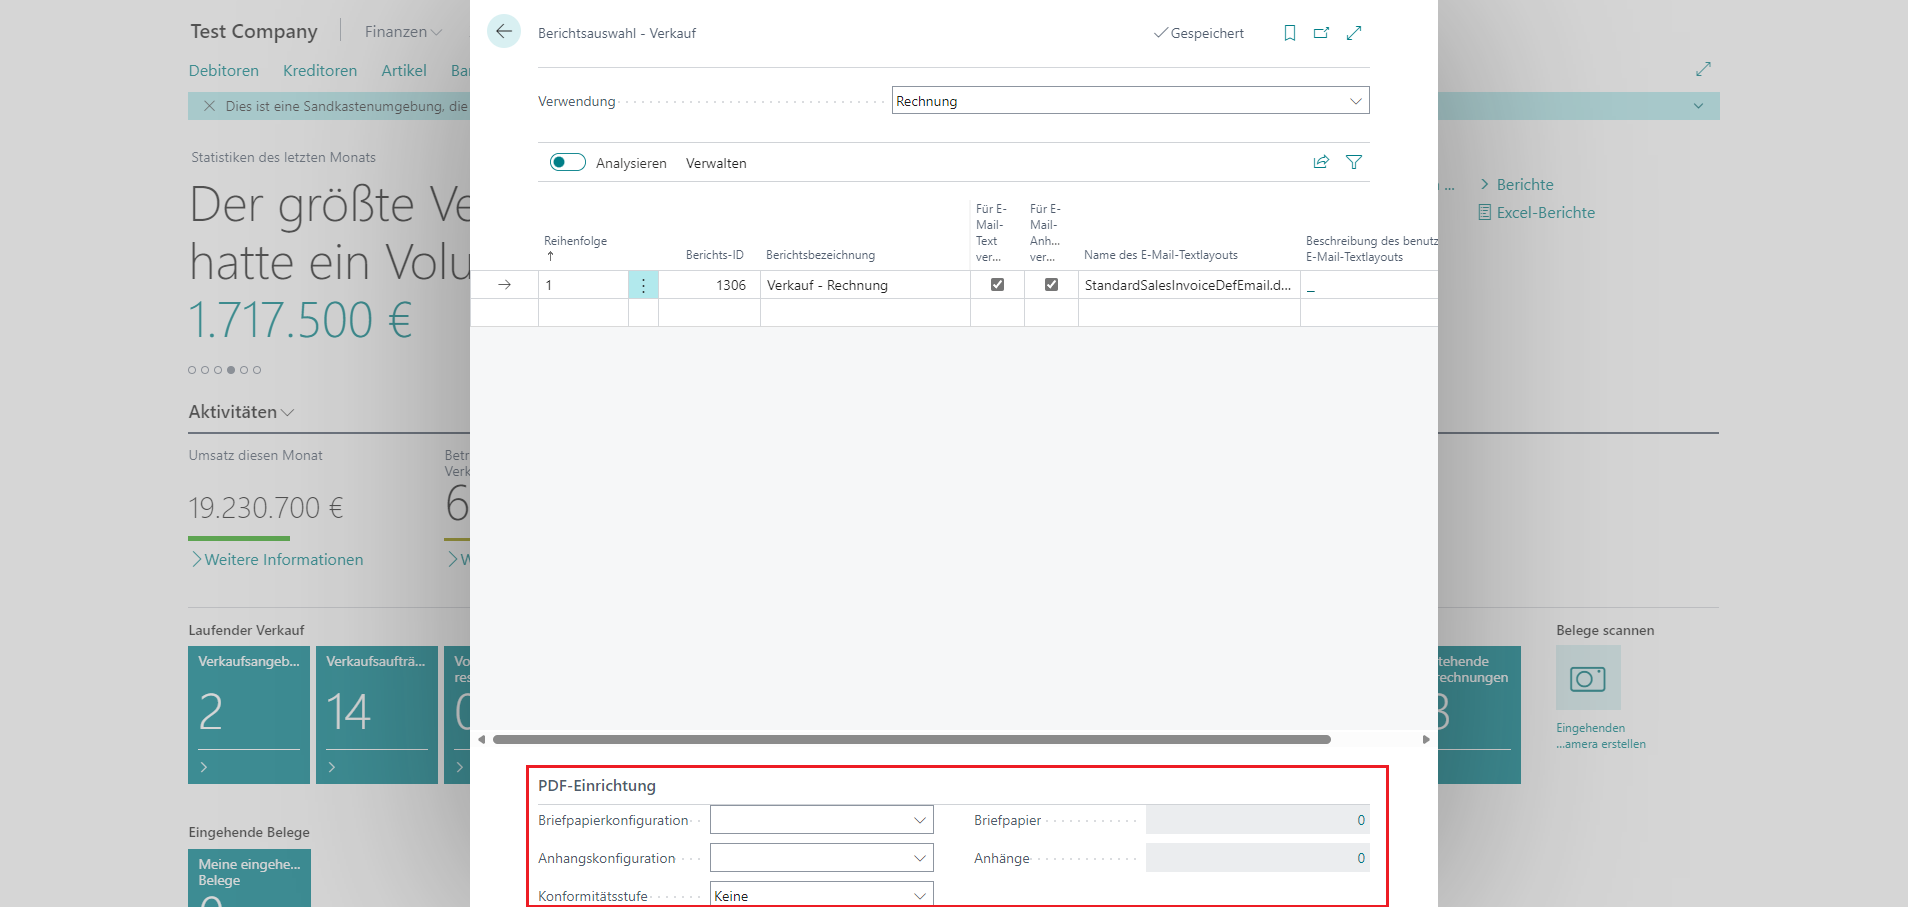 Test Company
Finanzen
Debitoren Kreditoren Artikel Ba
Dies ist eine Sandkastenumgebung, die
Statistiken des letzten Monats
Der größte Ve
hatte ein Volu
1.717.500 €
Aktivitäten
Umsatz diesen Monat
19.230.700 €
Weitere Informationen
Betr
Verk
6
W
Laufender Verkauf
Verkaufsangeb...
2
Verkaufsaufträ...
14
Vo
res
0
Eingehende Belege
Meine eingehe...
Belege
0
Berichtsauswahl - Verkauf
Gespeichert
Verwendung
Rechnung
Analysieren Verwalten
Reihenfolge
Berichts-ID
Berichtsbezeichnung
Für E-
Mail-
Text
ver...
Für E-
Mail-
Anh...
ver...
Name des E-Mail-Textlayouts
Beschreibung des benutz
E-Mail-Textlayouts
1 1306 Verkauf - Rechnung StandardSalesInvoiceDefEmail.d... _
PDF-Einrichtung
Briefpapierkonfiguration
Briefpapier 0
Anhangskonfiguration
Anhänge 0
Konformitätsstufe Keine
...
Berichte
Excel-Berichte
tehende
rechnungen
3
Belege scannen
Eingehenden
...amera erstellen